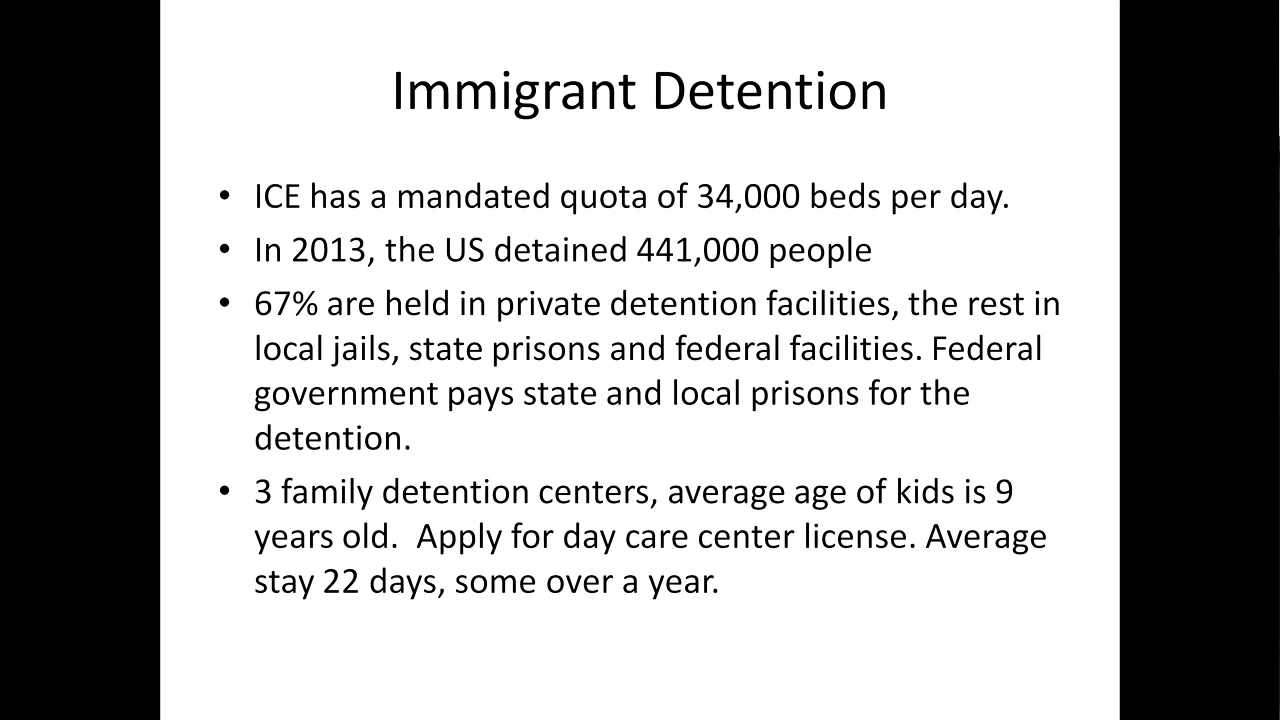 Immigrant Detention
• ICE has a mandated quota of 34,000 beds per day.
• In 2013, the US detained 441,000 people
• 67% are held in private detention facilities, the rest in
local jails, state prisons and federal facilities. Federal
government pays state and local prisons for the
detention.
• 3 family detention centers, average age of kids is 9
years old.  Apply for day care center license. Average
stay 22 days, some over a year.